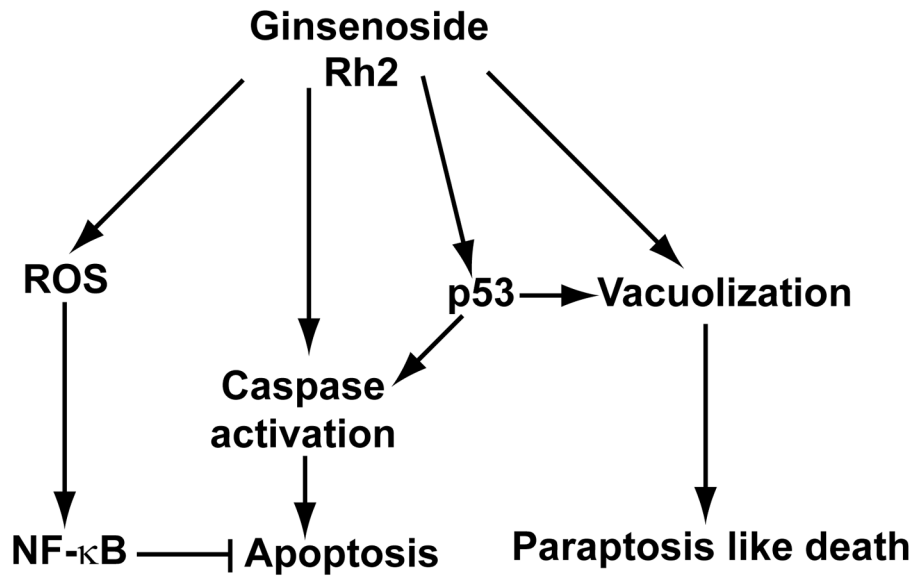 Ginsenoside
Rh2
ROS
p53
Vacuolization
Caspase
activation
NF-κB
Apoptosis
Paraptosis like death